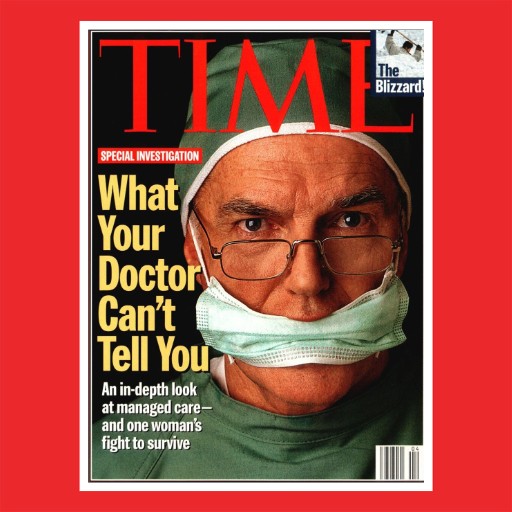 TIME
The
Blizzard!
SPECIAL INVESTIGATION
What
Your
Doctor
Can't
Tell You
An in-depth look
at managed care—
and one woman's
fight to survive
04